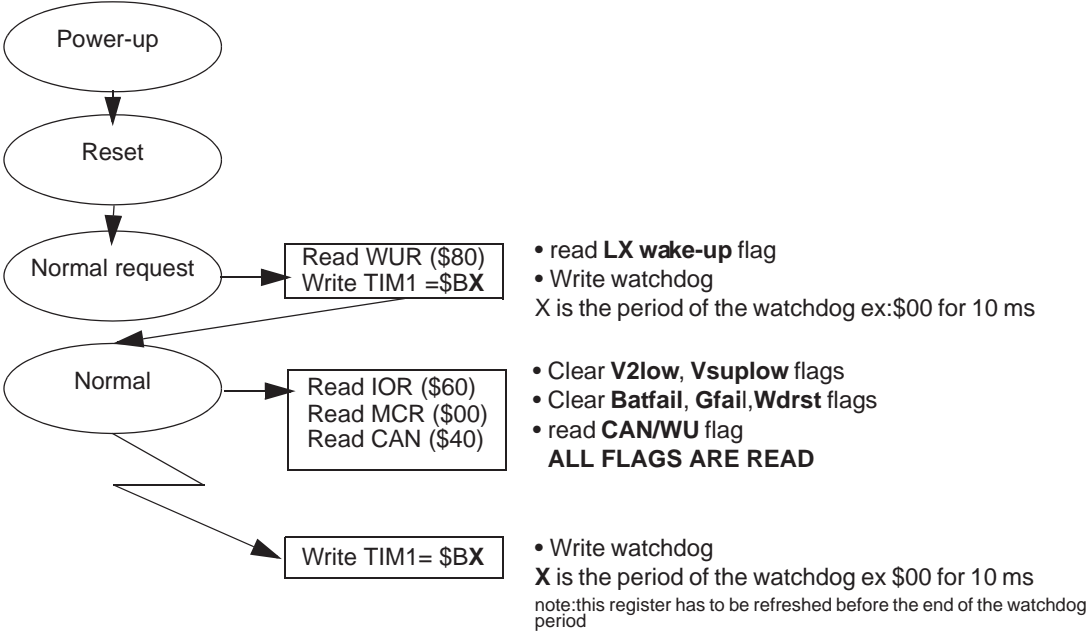 Power-up
Reset
Normal request
Read WUR ($80)
Write TIM1 =$BX
• read LX wake-up flag
• Write watchdog
X is the period of the watchdog ex:$00 for 10 ms
Normal
Read IOR ($60)
Read MCR ($00)
Read CAN ($40)
• Clear V2low, Vsuplow flags
• Clear Batfail, Gfail,Wdrst flags
• read CAN/WU flag
ALL FLAGS ARE READ
Write TIM1= $BX
• Write watchdog
X is the period of the watchdog ex $00 for 10 ms
note:this register has to be refreshed before the end of the watchdog
period